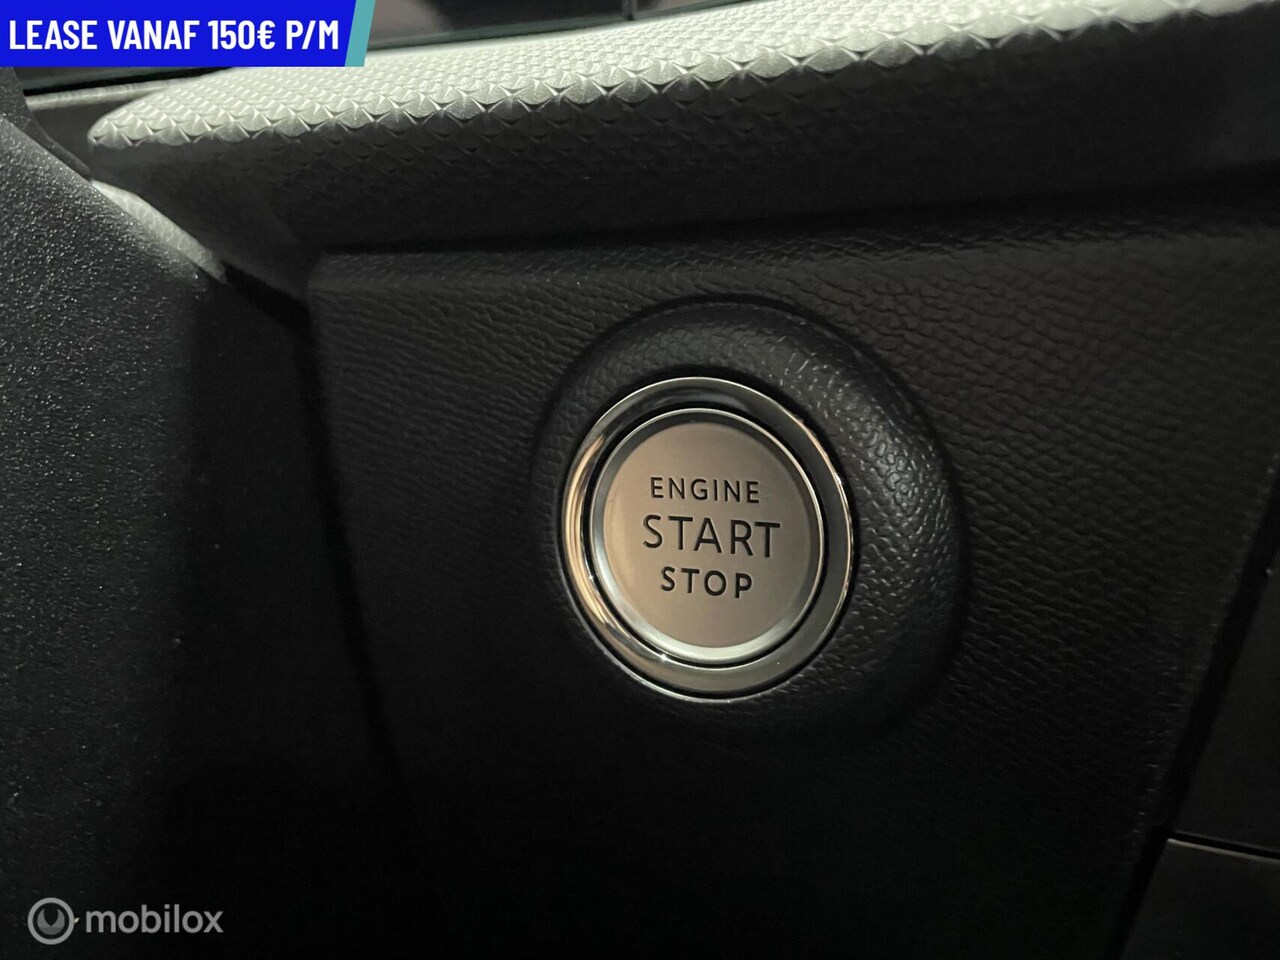 LEASE VANAF 150€ P/M
ENGINE
START
STOP
mobilox